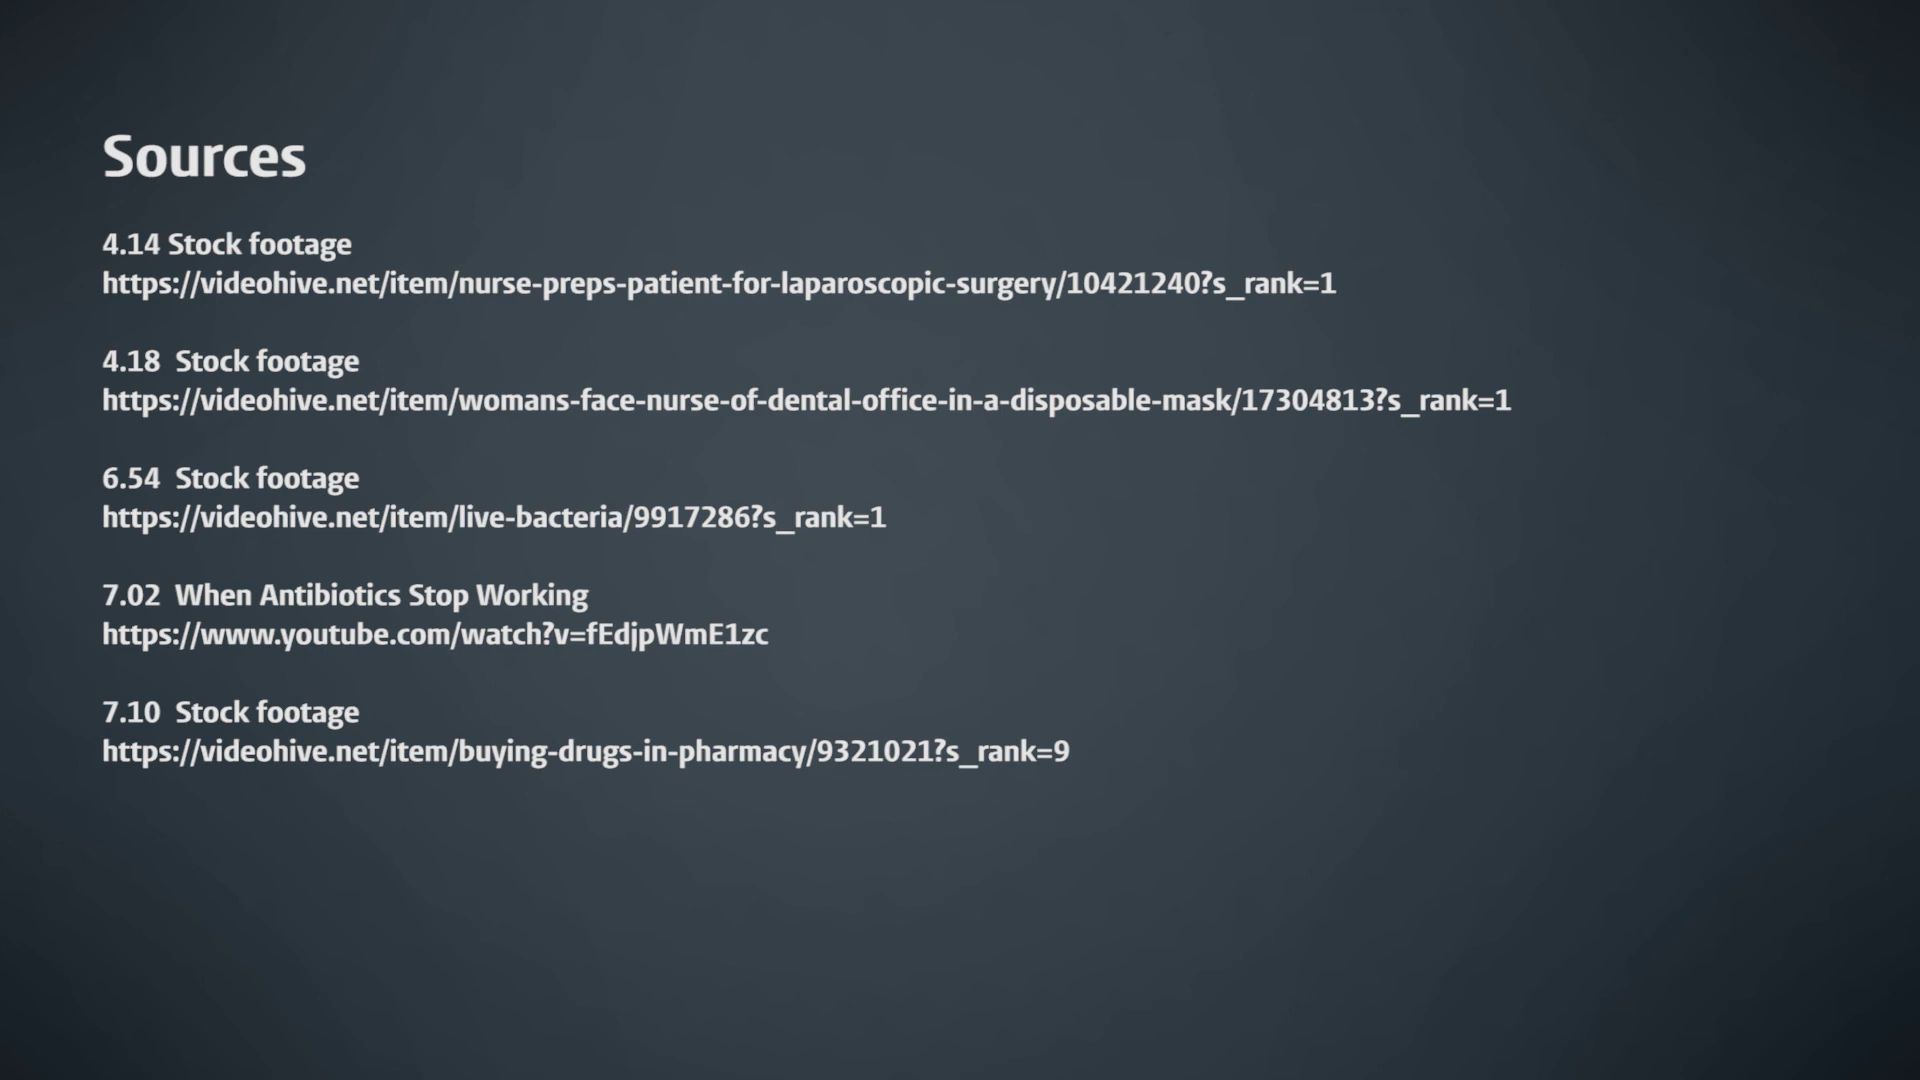 Sources
4.14 Stock footage
https://videohive.net/item/nurse-preps-patient-for-laparoscopic-surgery/10421240?s_rank=1
4.18  Stock footage
https://videohive.net/item/womans-face-nurse-of-dental-office-in-a-disposable-mask/17304813?s_rank=1
6.54  Stock footage
https://videohive.net/item/live-bacteria/9917286?s_rank=1
7.02  When Antibiotics Stop Working
https://www.youtube.com/watch?v=fEdjpWmE1zc
7.10  Stock footage
https://videohive.net/item/buying-drugs-in-pharmacy/9321021?s_rank=9